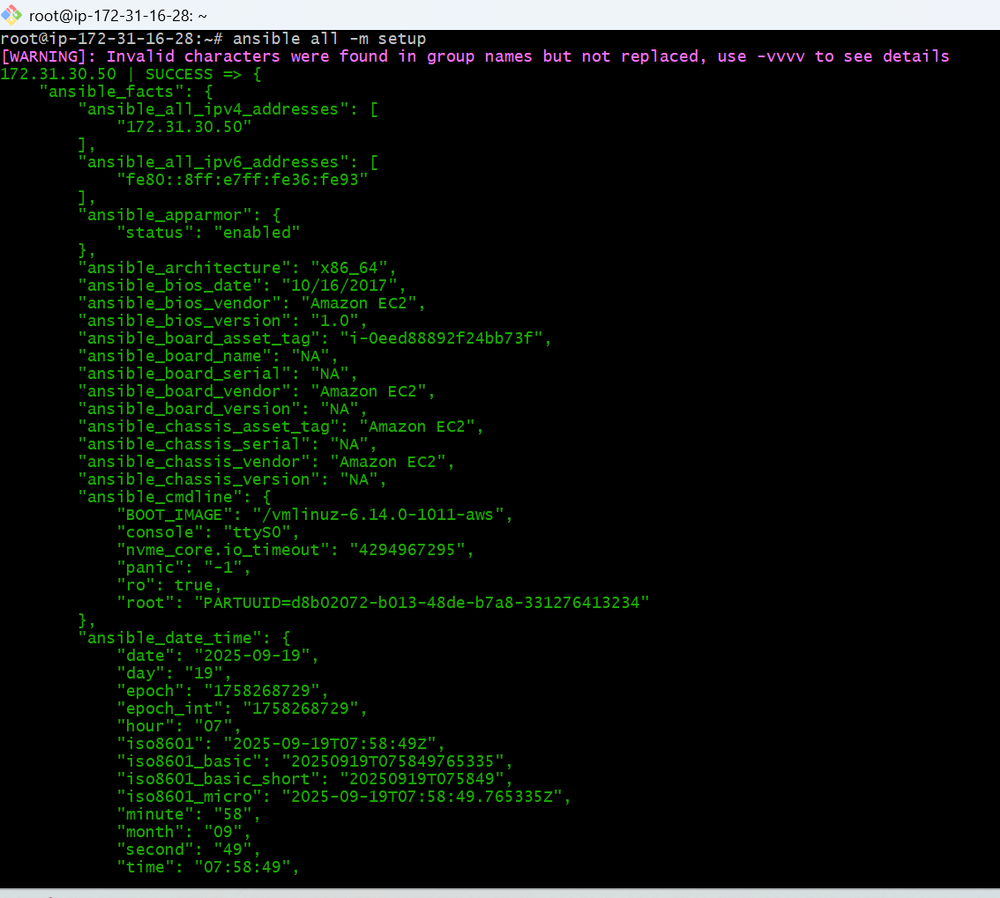 root@ip-172-31-16-28: ~
root@ip-172-31-16-28:~# ansible all -m setup
[WARNING]: Invalid characters were found in group names but not replaced, use -vvvv to see details
172.31.30.50 | SUCCESS => {
    "ansible_facts": {
        "ansible_all_ipv4_addresses": [
            "172.31.30.50"
        ],
        "ansible_all_ipv6_addresses": [
            "fe80::8ff:e7ff:fe36:fe93"
        ],
        "ansible_apparmor": {
            "status": "enabled"
        },
        "ansible_architecture": "x86_64",
        "ansible_bios_date": "10/16/2017",
        "ansible_bios_vendor": "Amazon EC2",
        "ansible_bios_version": "1.0",
        "ansible_board_asset_tag": "i-0eed88892f24bb73f",
        "ansible_board_name": "NA",
        "ansible_board_serial": "NA",
        "ansible_board_vendor": "Amazon EC2",
        "ansible_board_version": "NA",
        "ansible_chassis_asset_tag": "Amazon EC2",
        "ansible_chassis_serial": "NA",
        "ansible_chassis_vendor": "Amazon EC2",
        "ansible_chassis_version": "NA",
        "ansible_cmdline": {
            "BOOT_IMAGE": "/vmlinuz-6.14.0-1011-aws",
            "console": "ttyS0",
            "nvme_core.io_timeout": "4294967295",
            "panic": "-1",
            "ro": true,
            "root": "PARTUUID=d8b02072-b013-48de-b7a8-331276413234"
        },
        "ansible_date_time": {
            "date": "2025-09-19",
            "day": "19",
            "epoch": "1758268729",
            "epoch_int": "1758268729",
            "hour": "07",
            "iso8601": "2025-09-19T07:58:49Z",
            "iso8601_basic": "20250919T075849765335",
            "iso8601_basic_short": "20250919T075849",
            "iso8601_micro": "2025-09-19T07:58:49.765335Z",
            "minute": "58",
            "month": "09",
            "second": "49",
            "time": "07:58:49",